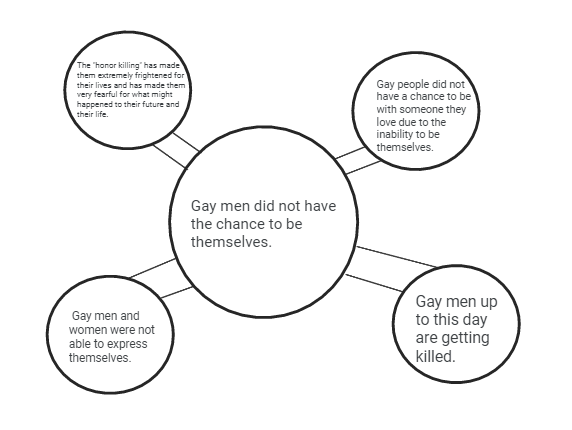 The "honor killing" has made
them extremely frightened for
their lives and has made them
very fearful for what might
happened to their future and
their life.
Gay people did not
have a chance to be
with someone they
love due to the
inability to be
themselves.
Gay men did not have
the chance to be
themselves.
Gay men and
women were not
able to express
themselves.
Gay men up
to this day
are getting
killed.